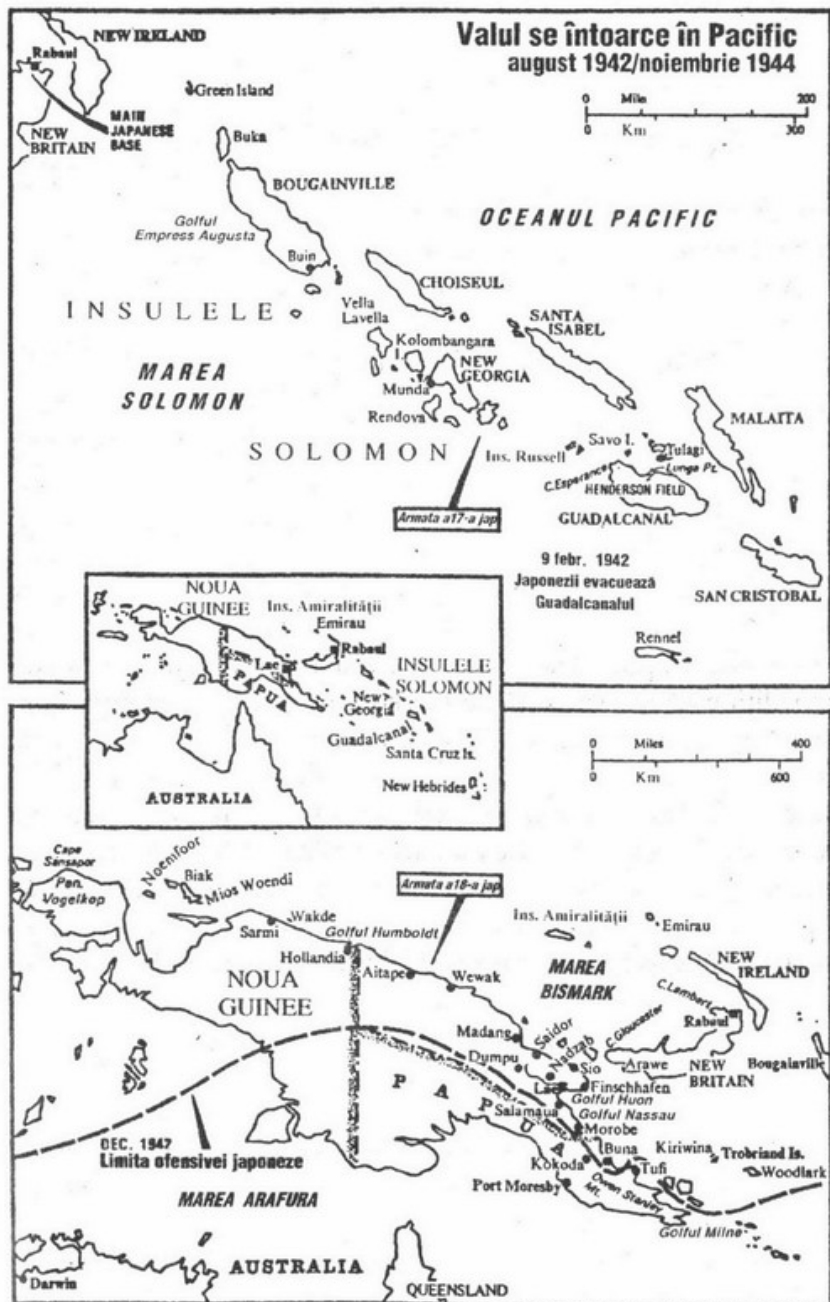 Valul se întoarce în Pacific
august 1942/noiembrie 1944
0 Mile 200
0 Km 300
NEW IRELAND
Rabaul
NEW
BRITAIN
MAIN
JAPANESE
BASE
Green Island
Buka
BOUGAINVILLE
Golful
Empress Augusta
Buin
OCEANUL PACIFIC
CHOISEUL
INSULELE
Vella
Lavella
SANTA
ISABEL
Kolombangara
I.
NEW
GEORGIA
MAREA
SOLOMON
Munda
Rendova
MALAITA
SOLOMON
Ins. Russell
Savo I.
Tulagi
C.Esperance
Lunga Pt.
HENDERSON FIELD
GUADALCANAL
Armata a17-a jap
9 febr. 1942
Japonezii evacuează
Guadalcanalul
SAN CRISTOBAL
Rennel
NOUA
GUINEE
Ins. Amiralității
Emirau
Rabaul
Lae
PAPUA
INSULELE
SOLOMON
New
Georgia
Guadalcanal
Santa Cruz Is.
New Hebrides
AUSTRALIA
0 Miles 400
0 Km 600
Cape
Sansapor
Pen.
Vogelkop
Noemfoor
Biak
Mios Woendi
Armata a18-a jap
Sarmi
Wakde
Golful Humboldt
Hollandia
Aitape
Wewak
Ins. Amiralității
Emirau
NEW
IRELAND
MAREA
BISMARK
NOUA
GUINEE
C.Lambert
Rabaul
C.Gloucester
Madang
Saidor
Nadzab
Dumpu
Sio
Arawe
NEW
BRITAIN
Bougainville
Lae
Finschhafen
Golful Huon
Salamaua
Golful Nassau
Morobe
PAPUA
Buna
Kiriwina
Trobriand Is.
Kokoda
Tufi
Woodlark
Owen Stanley
Mt.
Port Moresby
Golful Milne
DEC. 1947
Limita ofensivei japoneze
MAREA ARAFURA
AUSTRALIA
Darwin
QUEENSLAND